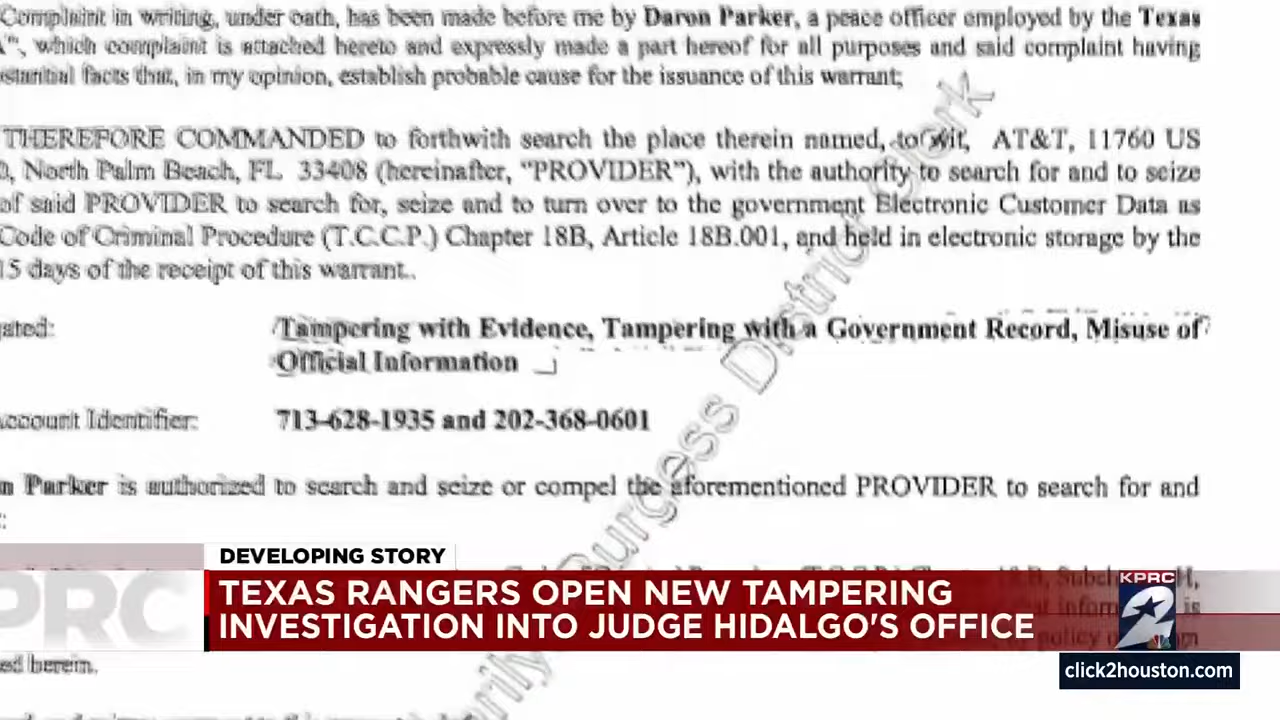 Complaint in writing, under oath, has been made before me by Daron Parker, a peace officer employed by the Texas
", which complaint is attached hereto and expressly made a part hereof for all purposes and said complaint having
stantial facts that, in my opinion, establish probable cause for the issuance of this warrant;
THEREFORE COMMANDED to forthwith search the place therein named, to wit, AT&T, 11760 US
, North Palm Beach, FL 33408 (hereinafter, "PROVIDER"), with the authority to search for and to seize
of said PROVIDER to search for, seize and to turn over to the government Electronic Customer Data as
Code of Criminal Procedure (T.C.C.P.) Chapter 18B, Article 18B.001, and held in electronic storage by the
15 days of the receipt of this warrant..
gated: Tampering with Evidence, Tampering with a Government Record, Misuse of
Official Information
ccount Identifier: 713-628-1935 and 202-368-0601
n Parker is authorized to search and seize or compel the aforementioned PROVIDER to search for and
:
Burgess District Clerk
DEVELOPING STORY
TEXAS RANGERS OPEN NEW TAMPERING
INVESTIGATION INTO JUDGE HIDALGO'S OFFICE
PRC
KPRC
2
click2houston.com
ed herein.